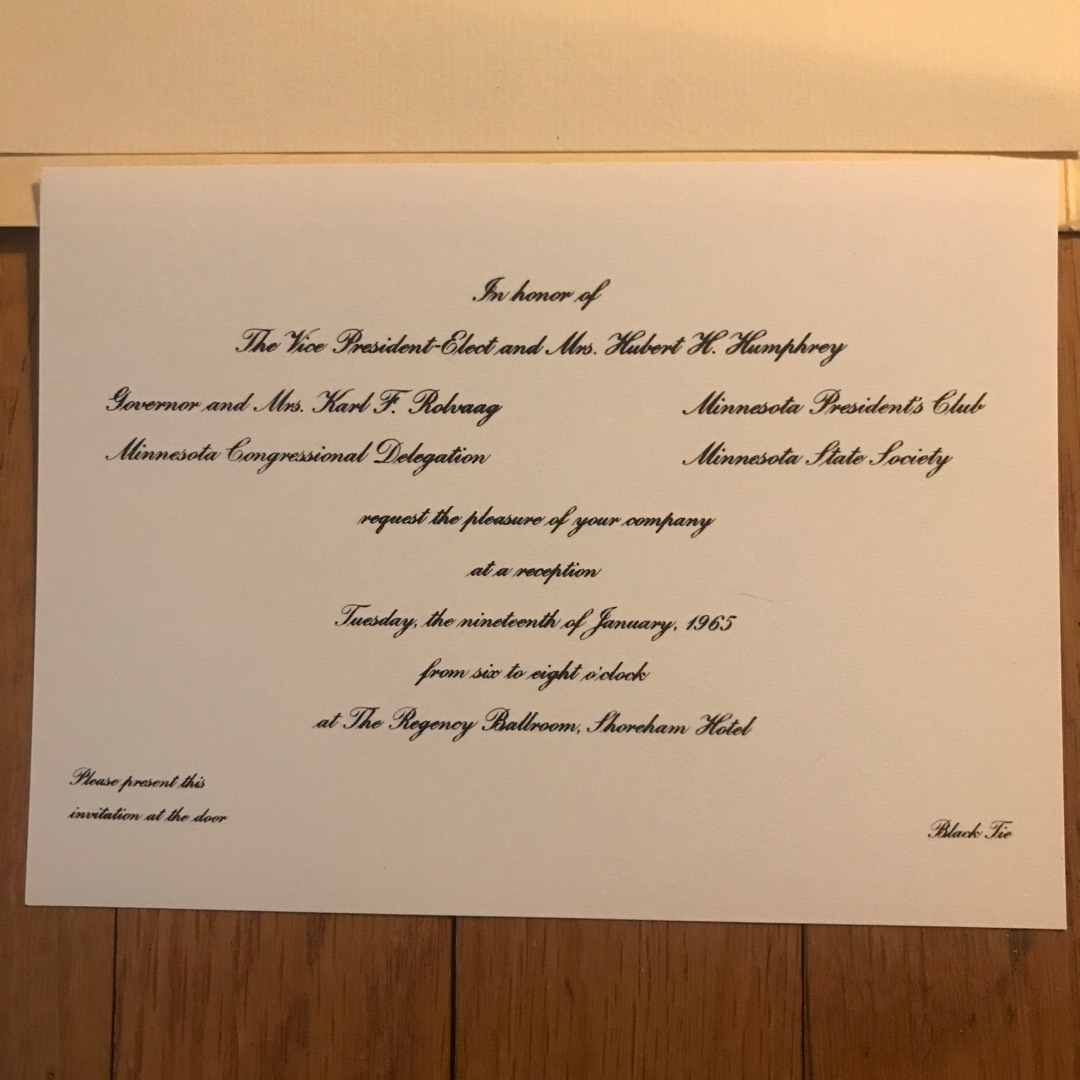 In honor of
The Vice President-Elect and Mrs. Hubert H. Humphrey
Governor and Mrs. Karl F. Rolvaag
Minnesota Congressional Delegation
Minnesota President's Club
Minnesota State Society
request the pleasure of your company
at a reception
Tuesday, the nineteenth of January, 1965
from six to eight o'clock
at The Regency Ballroom, Shoreham Hotel
Please present this
invitation at the door
Black Tie